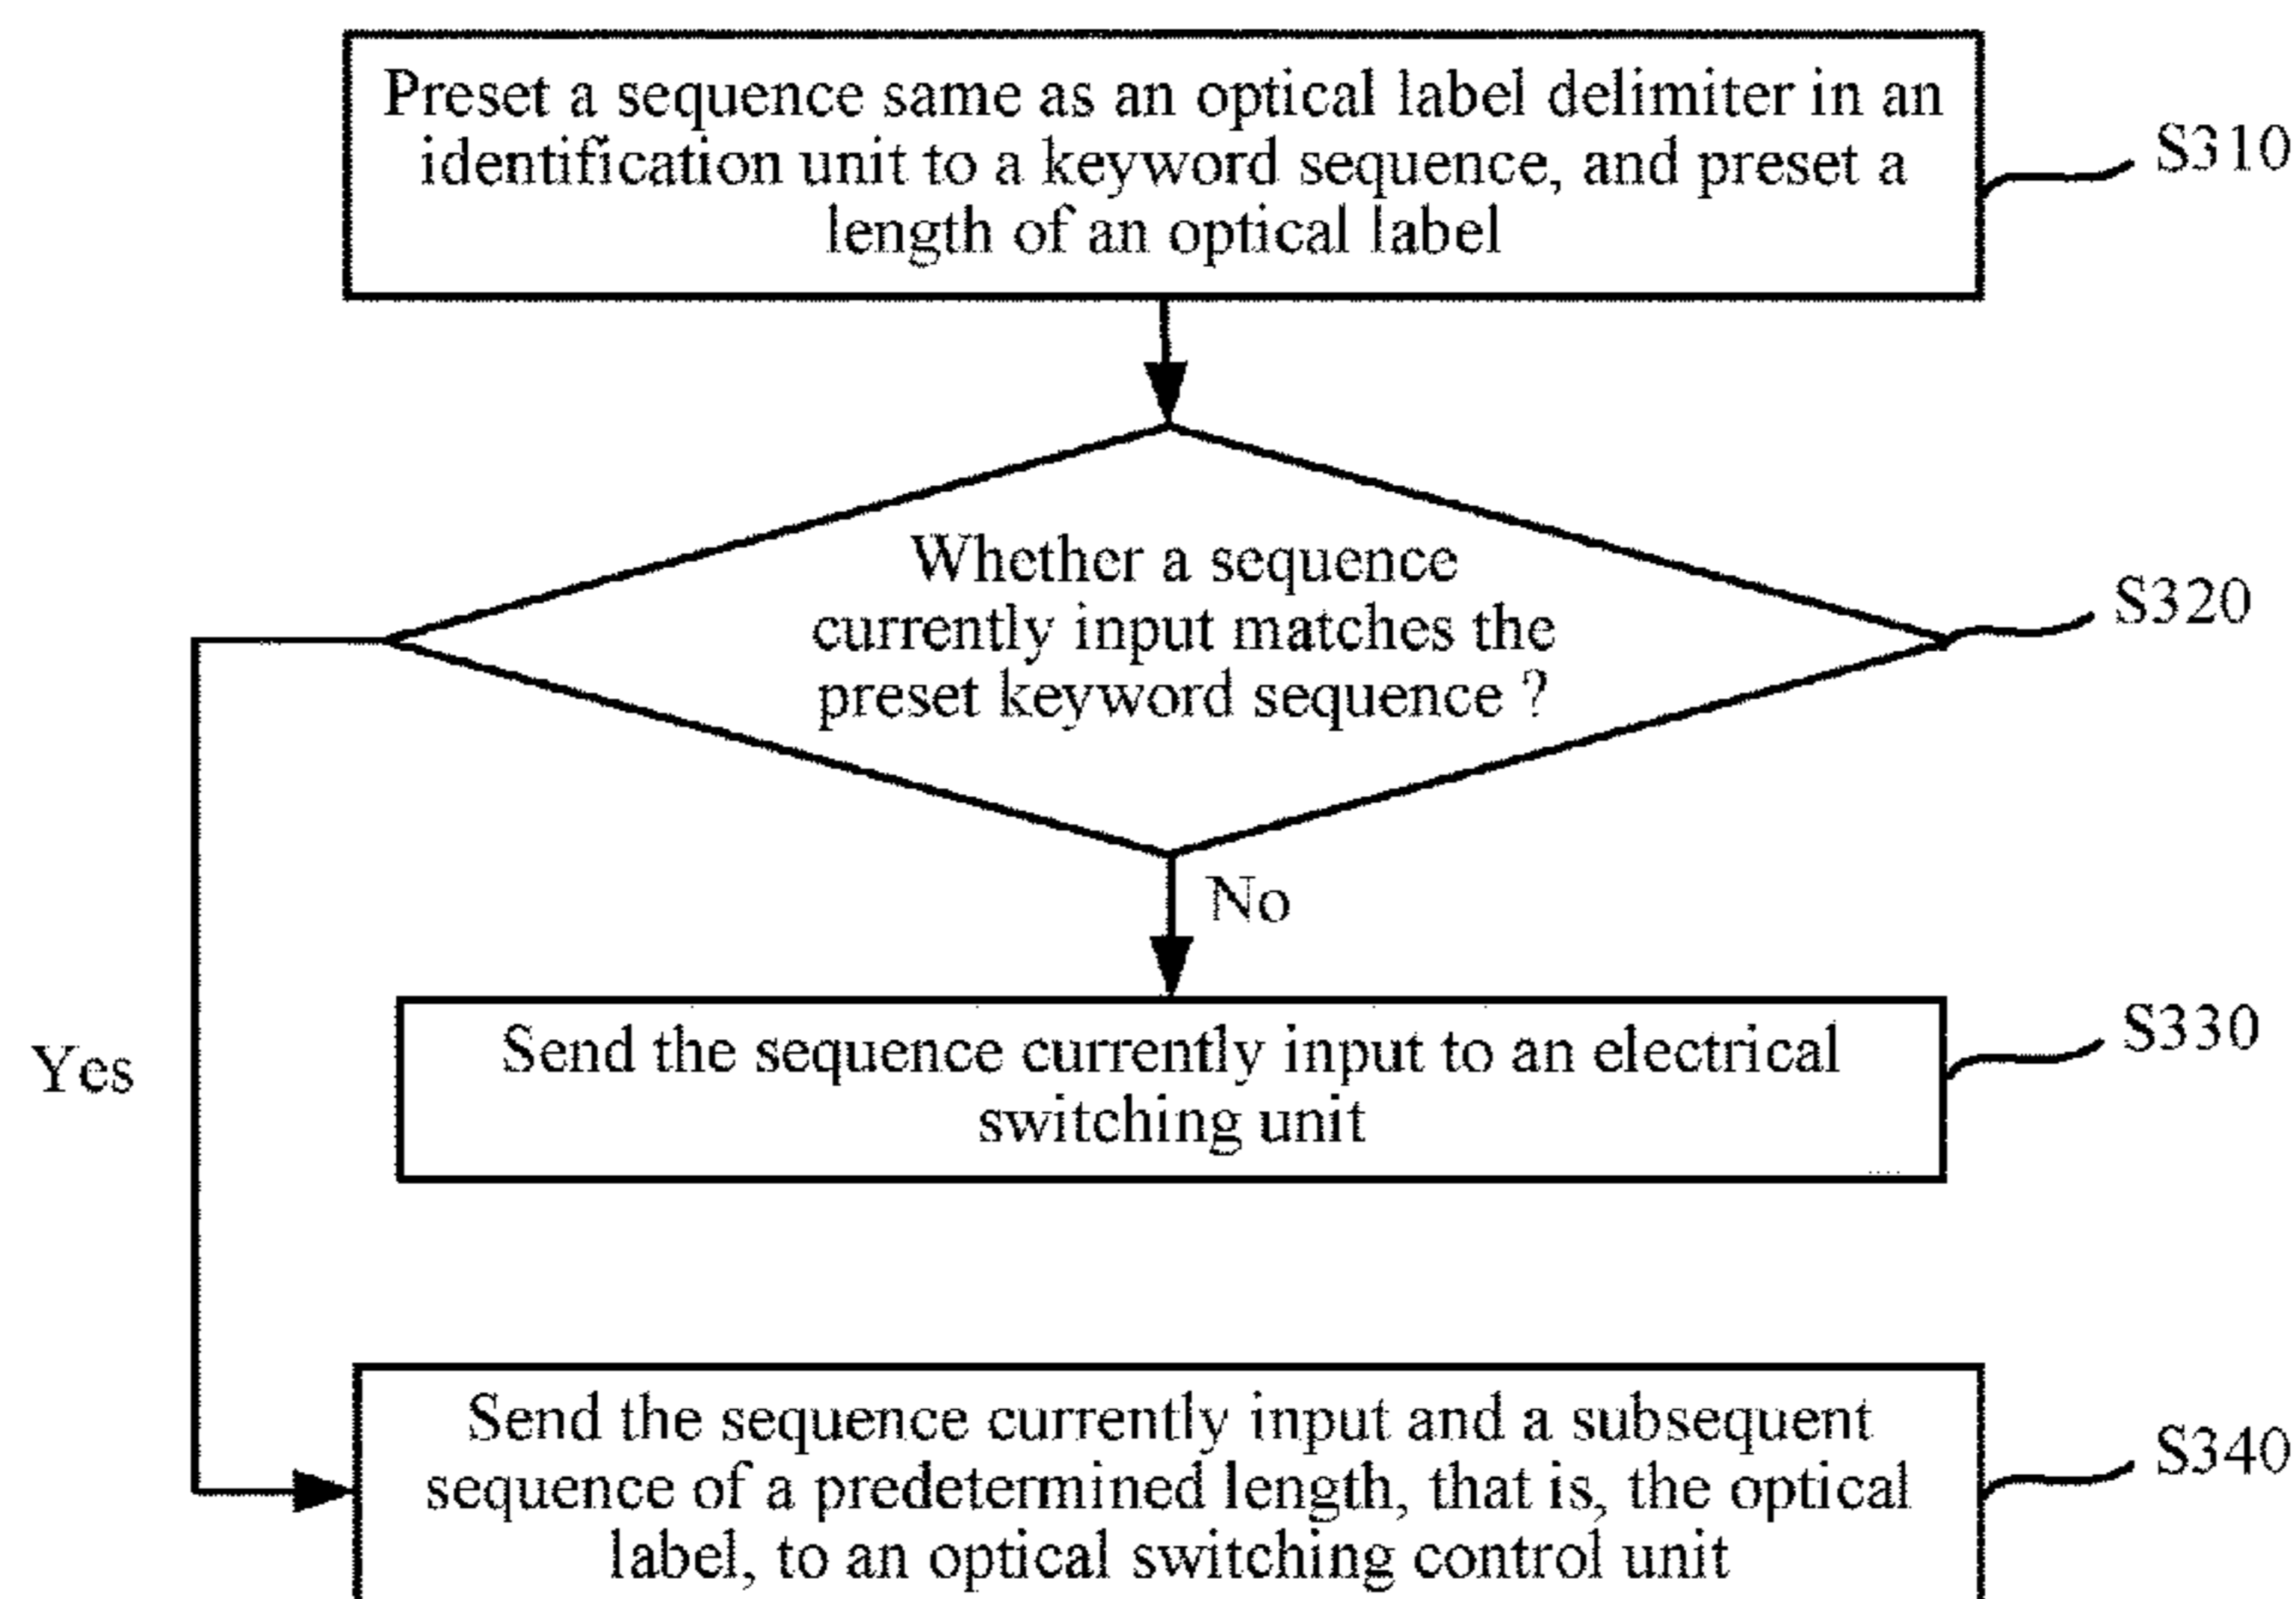 Preset a sequence same as an optical label delimiter in an
identification unit to a keyword sequence, and preset a
length of an optical label
S310
Whether a sequence
currently input matches the
preset keyword sequence ?
S320
No
Yes
Send the sequence currently input to an electrical
switching unit
S330
Send the sequence currently input and a subsequent
sequence of a predetermined length, that is, the optical
label, to an optical switching control unit
S340